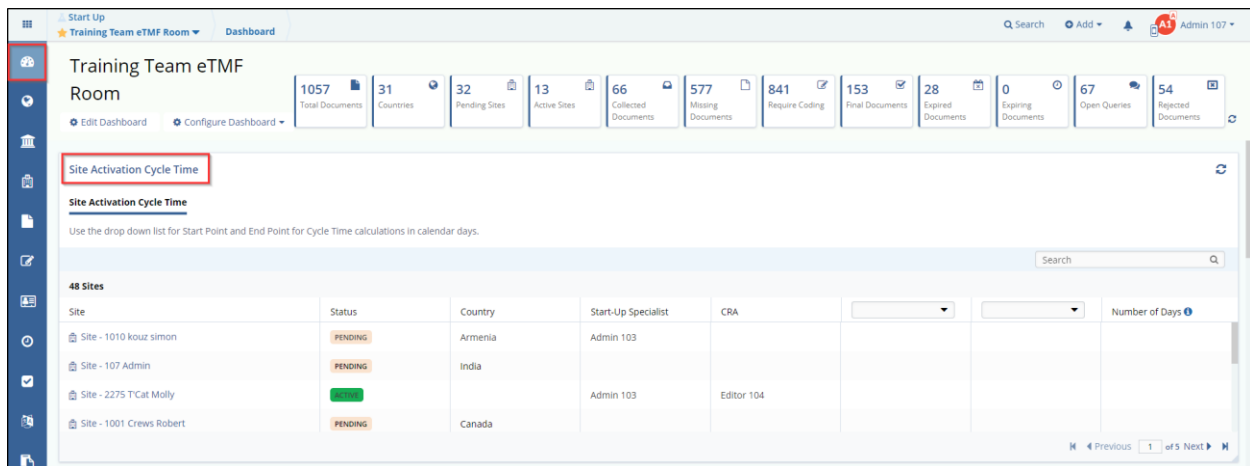 Start Up
Training Team eTMF Room
Dashboard
Search
Add
A
A1
Admin 107
Training Team eTMF
Room
Edit Dashboard
Configure Dashboard
1057
Total Documents
31
Countries
32
Pending Sites
13
Active Sites
66
Collected
Documents
577
Missing
Documents
841
Require Coding
153
Final Documents
28
Expired
Documents
0
Expiring
Documents
67
Open Queries
54
Rejected
Documents
Site Activation Cycle Time
Site Activation Cycle Time
Use the drop down list for Start Point and End Point for Cycle Time calculations in calendar days.
Search
48 Sites
Site Status Country Start-Up Specialist CRA Number of Days
Site - 1010 kouz simon PENDING Armenia Admin 103
Site - 107 Admin PENDING India
Site - 2275 T'Cat Molly ACTIVE Admin 103 Editor 104
Site - 1001 Crews Robert PENDING Canada
Previous 1 of 5 Next